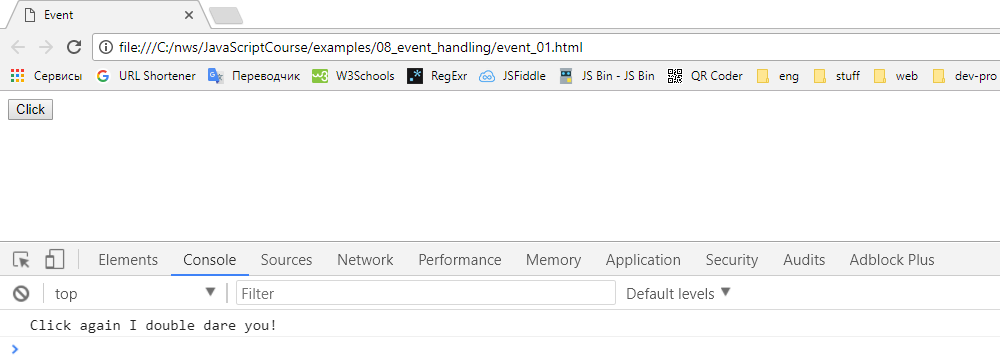 Event
file:///C:/nws/JavaScriptCourse/examples/08_event_handling/event_01.html
Сервисы URL Shortener Переводчик W3Schools RegExr JSFiddle JS Bin - JS Bin QR Coder eng stuff web dev-pro
Click
Elements Console Sources Network Performance Memory Application Security Audits Adblock Plus
top Filter Default levels
Click again I double dare you!